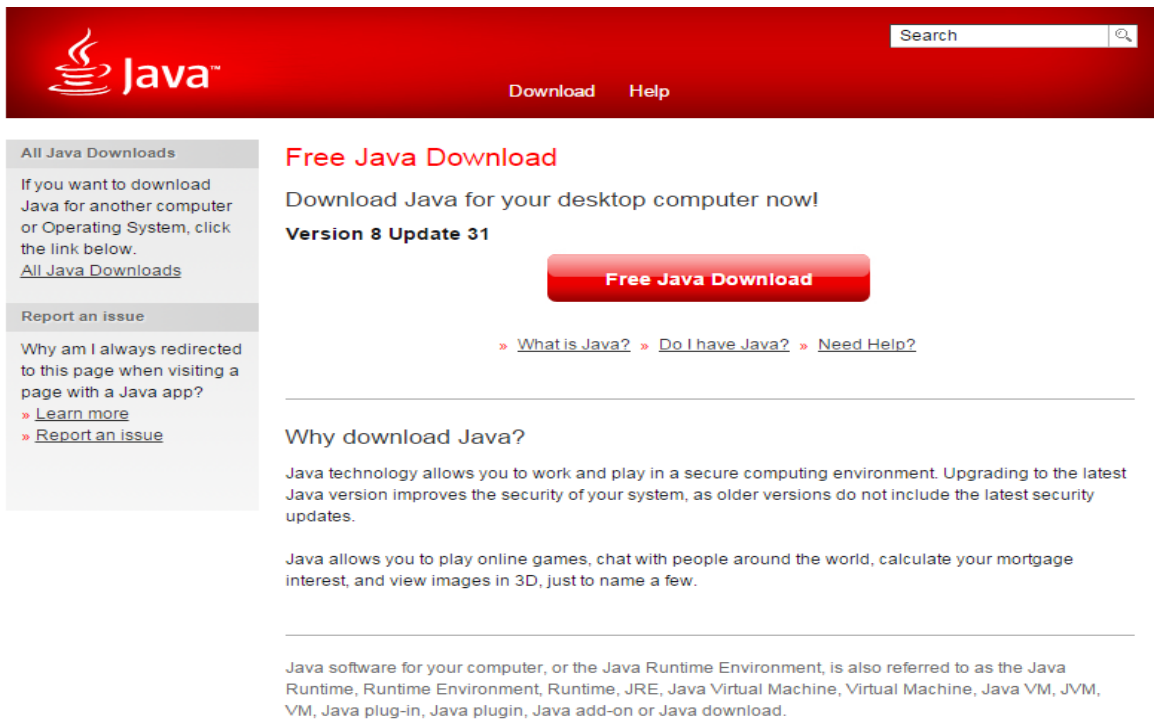 Java™
Search
Download Help
All Java Downloads
If you want to download
Java for another computer
or Operating System, click
the link below.
All Java Downloads
Report an issue
Why am I always redirected
to this page when visiting a
page with a Java app?
» Learn more
» Report an issue
Free Java Download
Download Java for your desktop computer now!
Version 8 Update 31
Free Java Download
» What is Java? » Do I have Java? » Need Help?
Why download Java?
Java technology allows you to work and play in a secure computing environment. Upgrading to the latest
Java version improves the security of your system, as older versions do not include the latest security
updates.
Java allows you to play online games, chat with people around the world, calculate your mortgage
interest, and view images in 3D, just to name a few.
Java software for your computer, or the Java Runtime Environment, is also referred to as the Java
Runtime, Runtime Environment, Runtime, JRE, Java Virtual Machine, Virtual Machine, Java VM, JVM,
VM, Java plug-in, Java plugin, Java add-on or Java download.